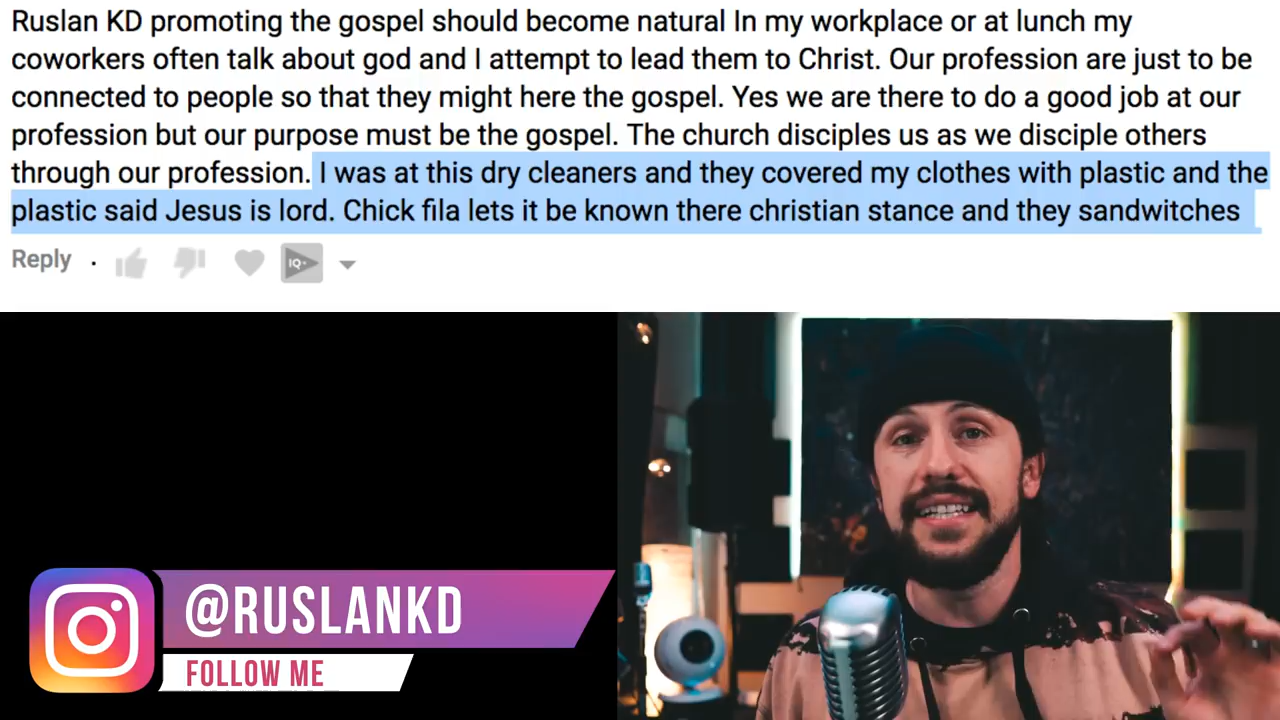 Ruslan KD promoting the gospel should become natural In my workplace or at lunch my
coworkers often talk about god and I attempt to lead them to Christ. Our profession are just to be
connected to people so that they might here the gospel. Yes we are there to do a good job at our
profession but our purpose must be the gospel. The church disciples us as we disciple others
through our profession. I was at this dry cleaners and they covered my clothes with plastic and the
plastic said Jesus is lord. Chick fila lets it be known there christian stance and they sandwitches
Reply
IQ+
@RUSLANKD
FOLLOW ME